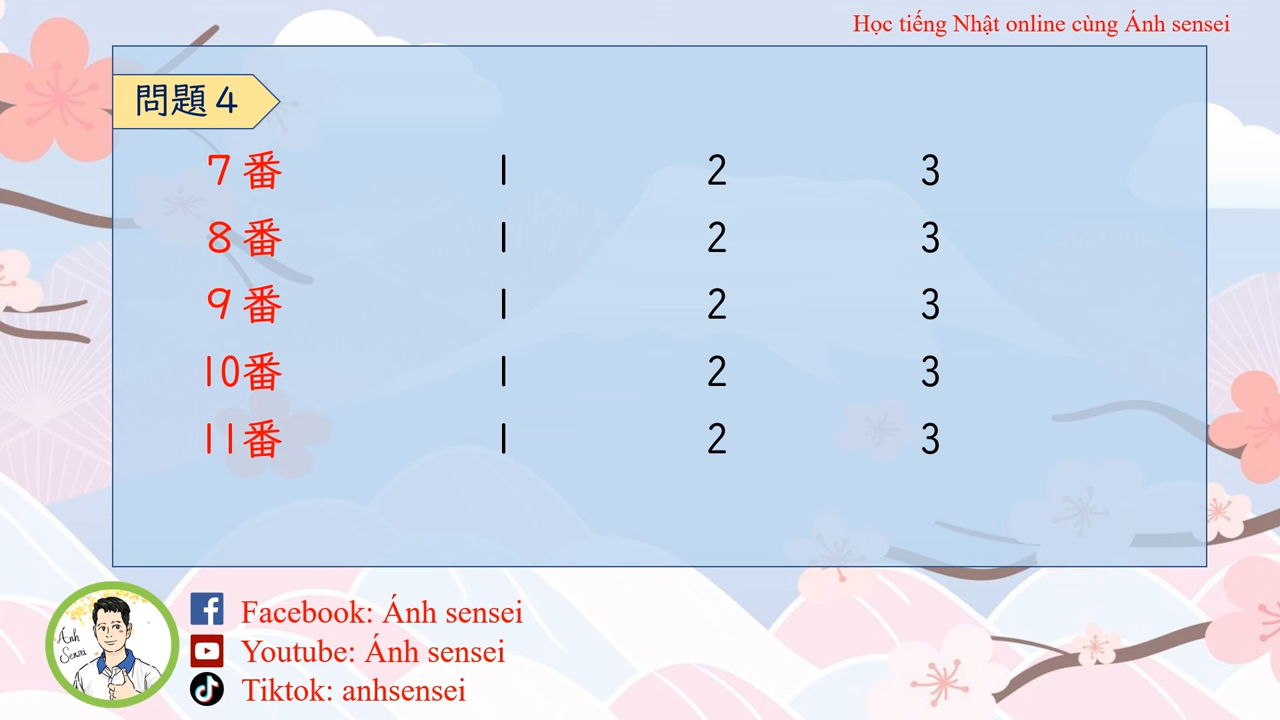 Học tiếng Nhật online cùng Ánh sensei
問題4
7番 1 2 3
8番 1 2 3
9番 1 2 3
10番 1 2 3
11番 1 2 3
Ánh
Sensei
Facebook: Ánh sensei
Youtube: Ánh sensei
Tiktok: anhsensei